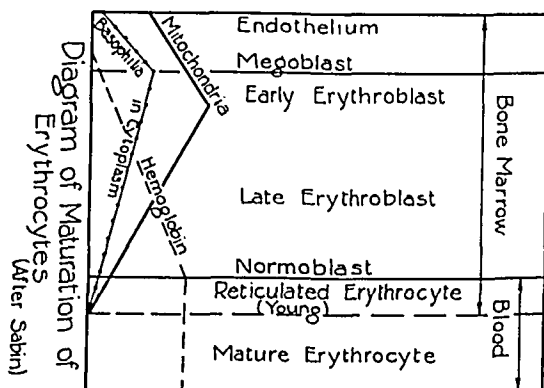 Endothelium
Megoblast
Early Erythroblast
Late Erythroblast
Normoblast
Reticulated Erythrocyte
(Young)
Mature Erythrocyte
Basophilia in Cytoplasm
Mitochondria
Hemaglobin
Bone Marrow
Blood
Diagram of Maturation of
Erythrocytes
(After Sabin)